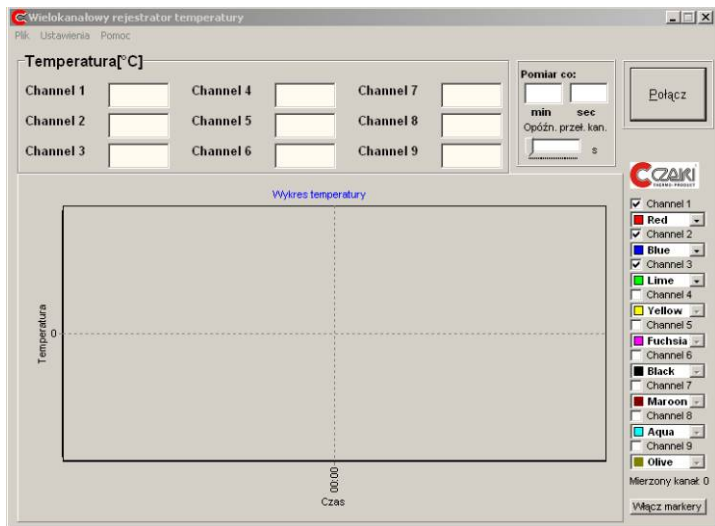 Wielokanałowy rejestrator temperatury
Plik Ustawienia Pomoc
Temperatura[°C]
Channel 1 Channel 4 Channel 7
Channel 2 Channel 5 Channel 8
Channel 3 Channel 6 Channel 9
Pomiar co:
min sec
Opóźn. przeł. kan.
s
Połącz
CZAKI
THERMO-PRODUCT
Wykres temperatury
Temperatura
0
00:00
Czas
Channel 1
Red
Channel 2
Blue
Channel 3
Lime
Channel 4
Yellow
Channel 5
Fuchsia
Channel 6
Black
Channel 7
Maroon
Channel 8
Aqua
Channel 9
Olive
Mierzony kanał: 0
Włącz markery